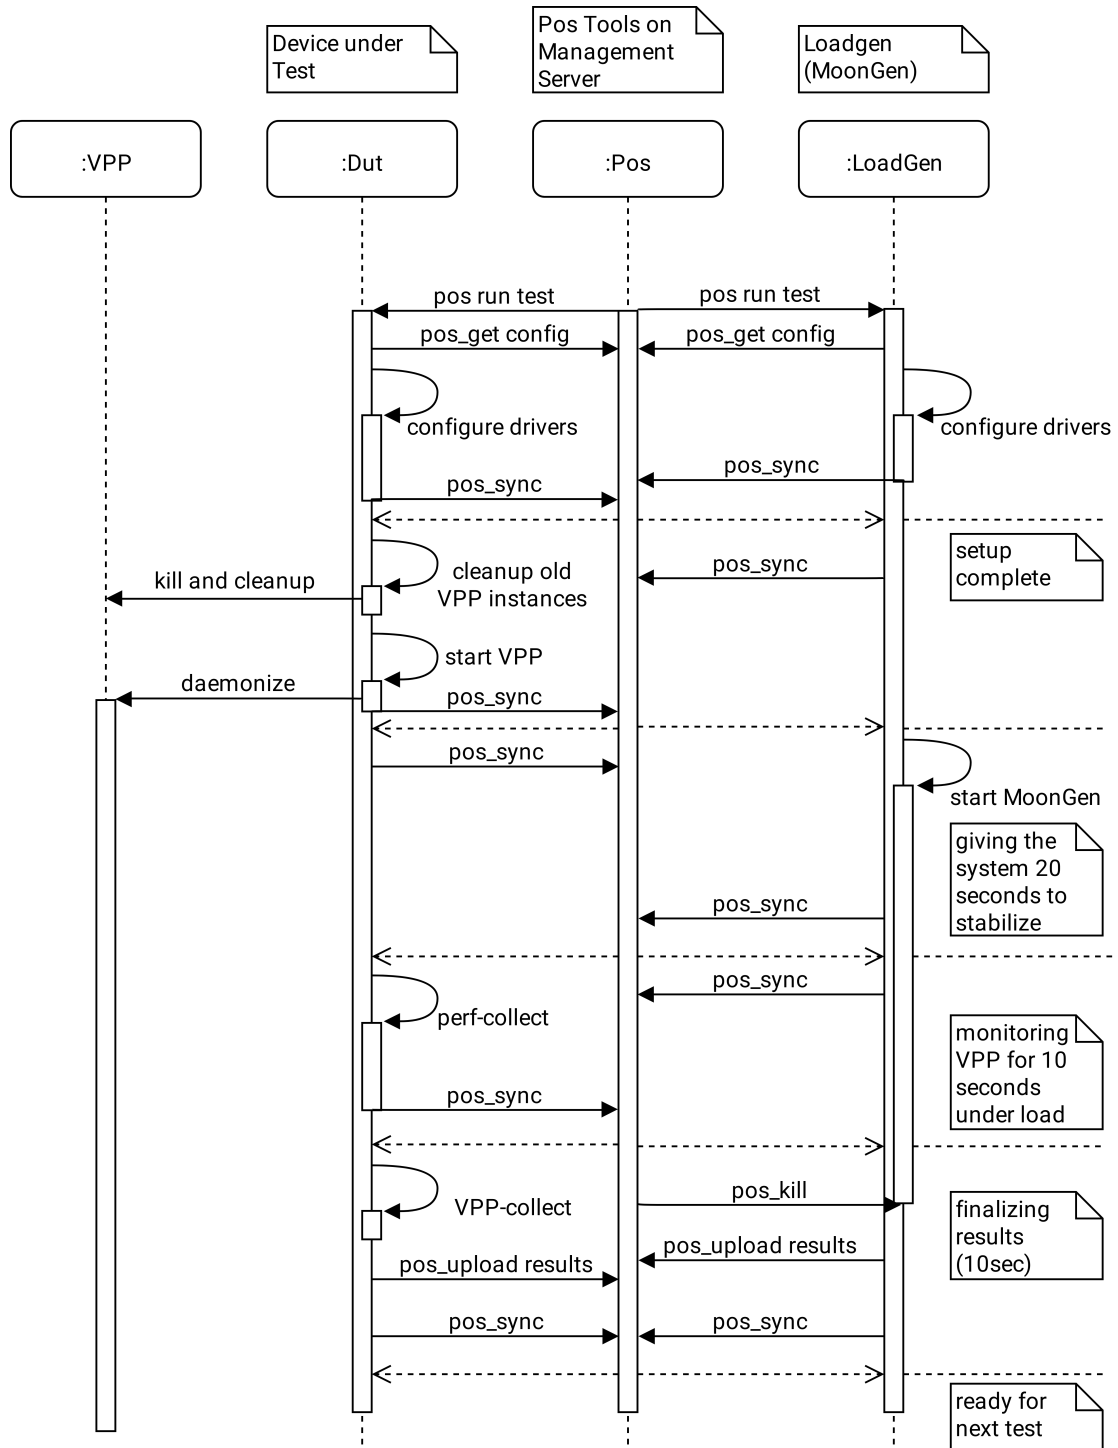 Device under
Test
Pos Tools on
Management
Server
Loadgen
(MoonGen)
:VPP
:Dut
:Pos
:LoadGen
pos run test
pos run test
pos_get config
pos_get config
configure drivers
configure drivers
pos_sync
pos_sync
setup
complete
cleanup old
VPP instances
pos_sync
kill and cleanup
start VPP
daemonize
pos_sync
pos_sync
start MoonGen
giving the
system 20
seconds to
stabilize
pos_sync
pos_sync
perf-collect
monitoring
VPP for 10
seconds
under load
pos_sync
pos_kill
VPP-collect
finalizing
results
(10sec)
pos_upload results
pos_upload results
pos_sync
pos_sync
ready for
next test